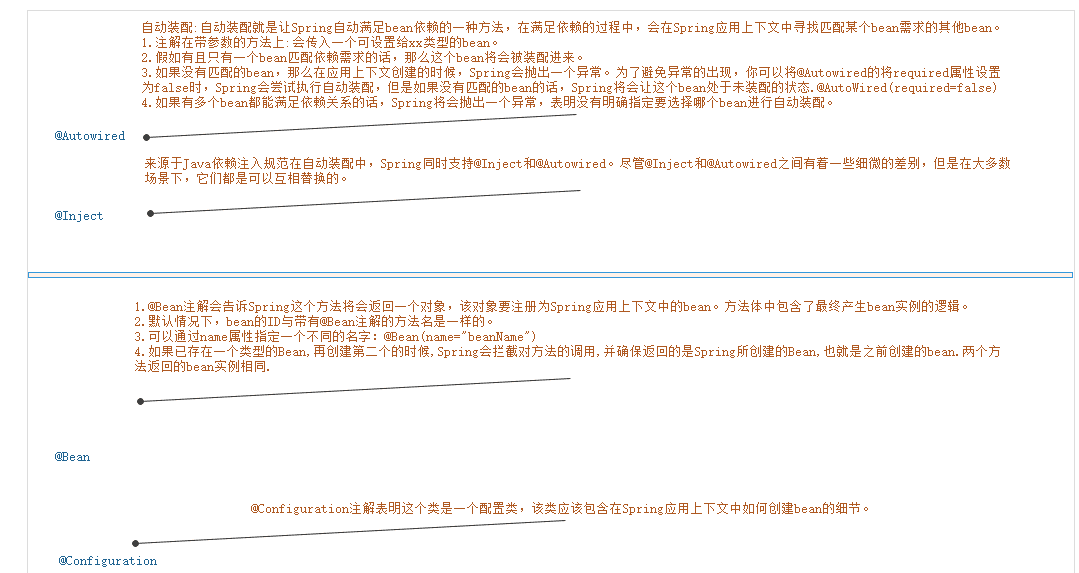 自动装配:自动装配就是让Spring自动满足bean依赖的一种方法，在满足依赖的过程中，会在Spring应用上下文中寻找匹配某个bean需求的其他bean。
1.注解在带参数的方法上:会传入一个可设置给xx类型的bean。
2.假如有且只有一个bean匹配依赖需求的话，那么这个bean将会被装配进来。
3.如果没有匹配的bean，那么在应用上下文创建的时候，Spring会抛出一个异常。为了避免异常的出现，你可以将@Autowired的将required属性设置
为false时，Spring会尝试执行自动装配，但是如果没有匹配的bean的话，Spring将会让这个bean处于未装配的状态.@AutoWired(required=false)
4.如果有多个bean都能满足依赖关系的话，Spring将会抛出一个异常，表明没有明确指定要选择哪个bean进行自动装配。
@Autowired
来源于Java依赖注入规范在自动装配中，Spring同时支持@Inject和@Autowired。尽管@Inject和@Autowired之间有着一些细微的差别，但是在大多数
场景下，它们都是可以互相替换的。
@Inject
1.@Bean注解会告诉Spring这个方法将会返回一个对象，该对象要注册为Spring应用上下文中的bean。方法体中包含了最终产生bean实例的逻辑。
2.默认情况下，bean的ID与带有@Bean注解的方法名是一样的。
3.可以通过name属性指定一个不同的名字：@Bean(name="beanName")
4.如果已存在一个类型的Bean,再创建第二个的时候,Spring会拦截对方法的调用,并确保返回的是Spring所创建的Bean,也就是之前创建的bean.两个方
法返回的bean实例相同.
@Bean
@Configuration注解表明这个类是一个配置类，该类应该包含在Spring应用上下文中如何创建bean的细节。
@Configuration